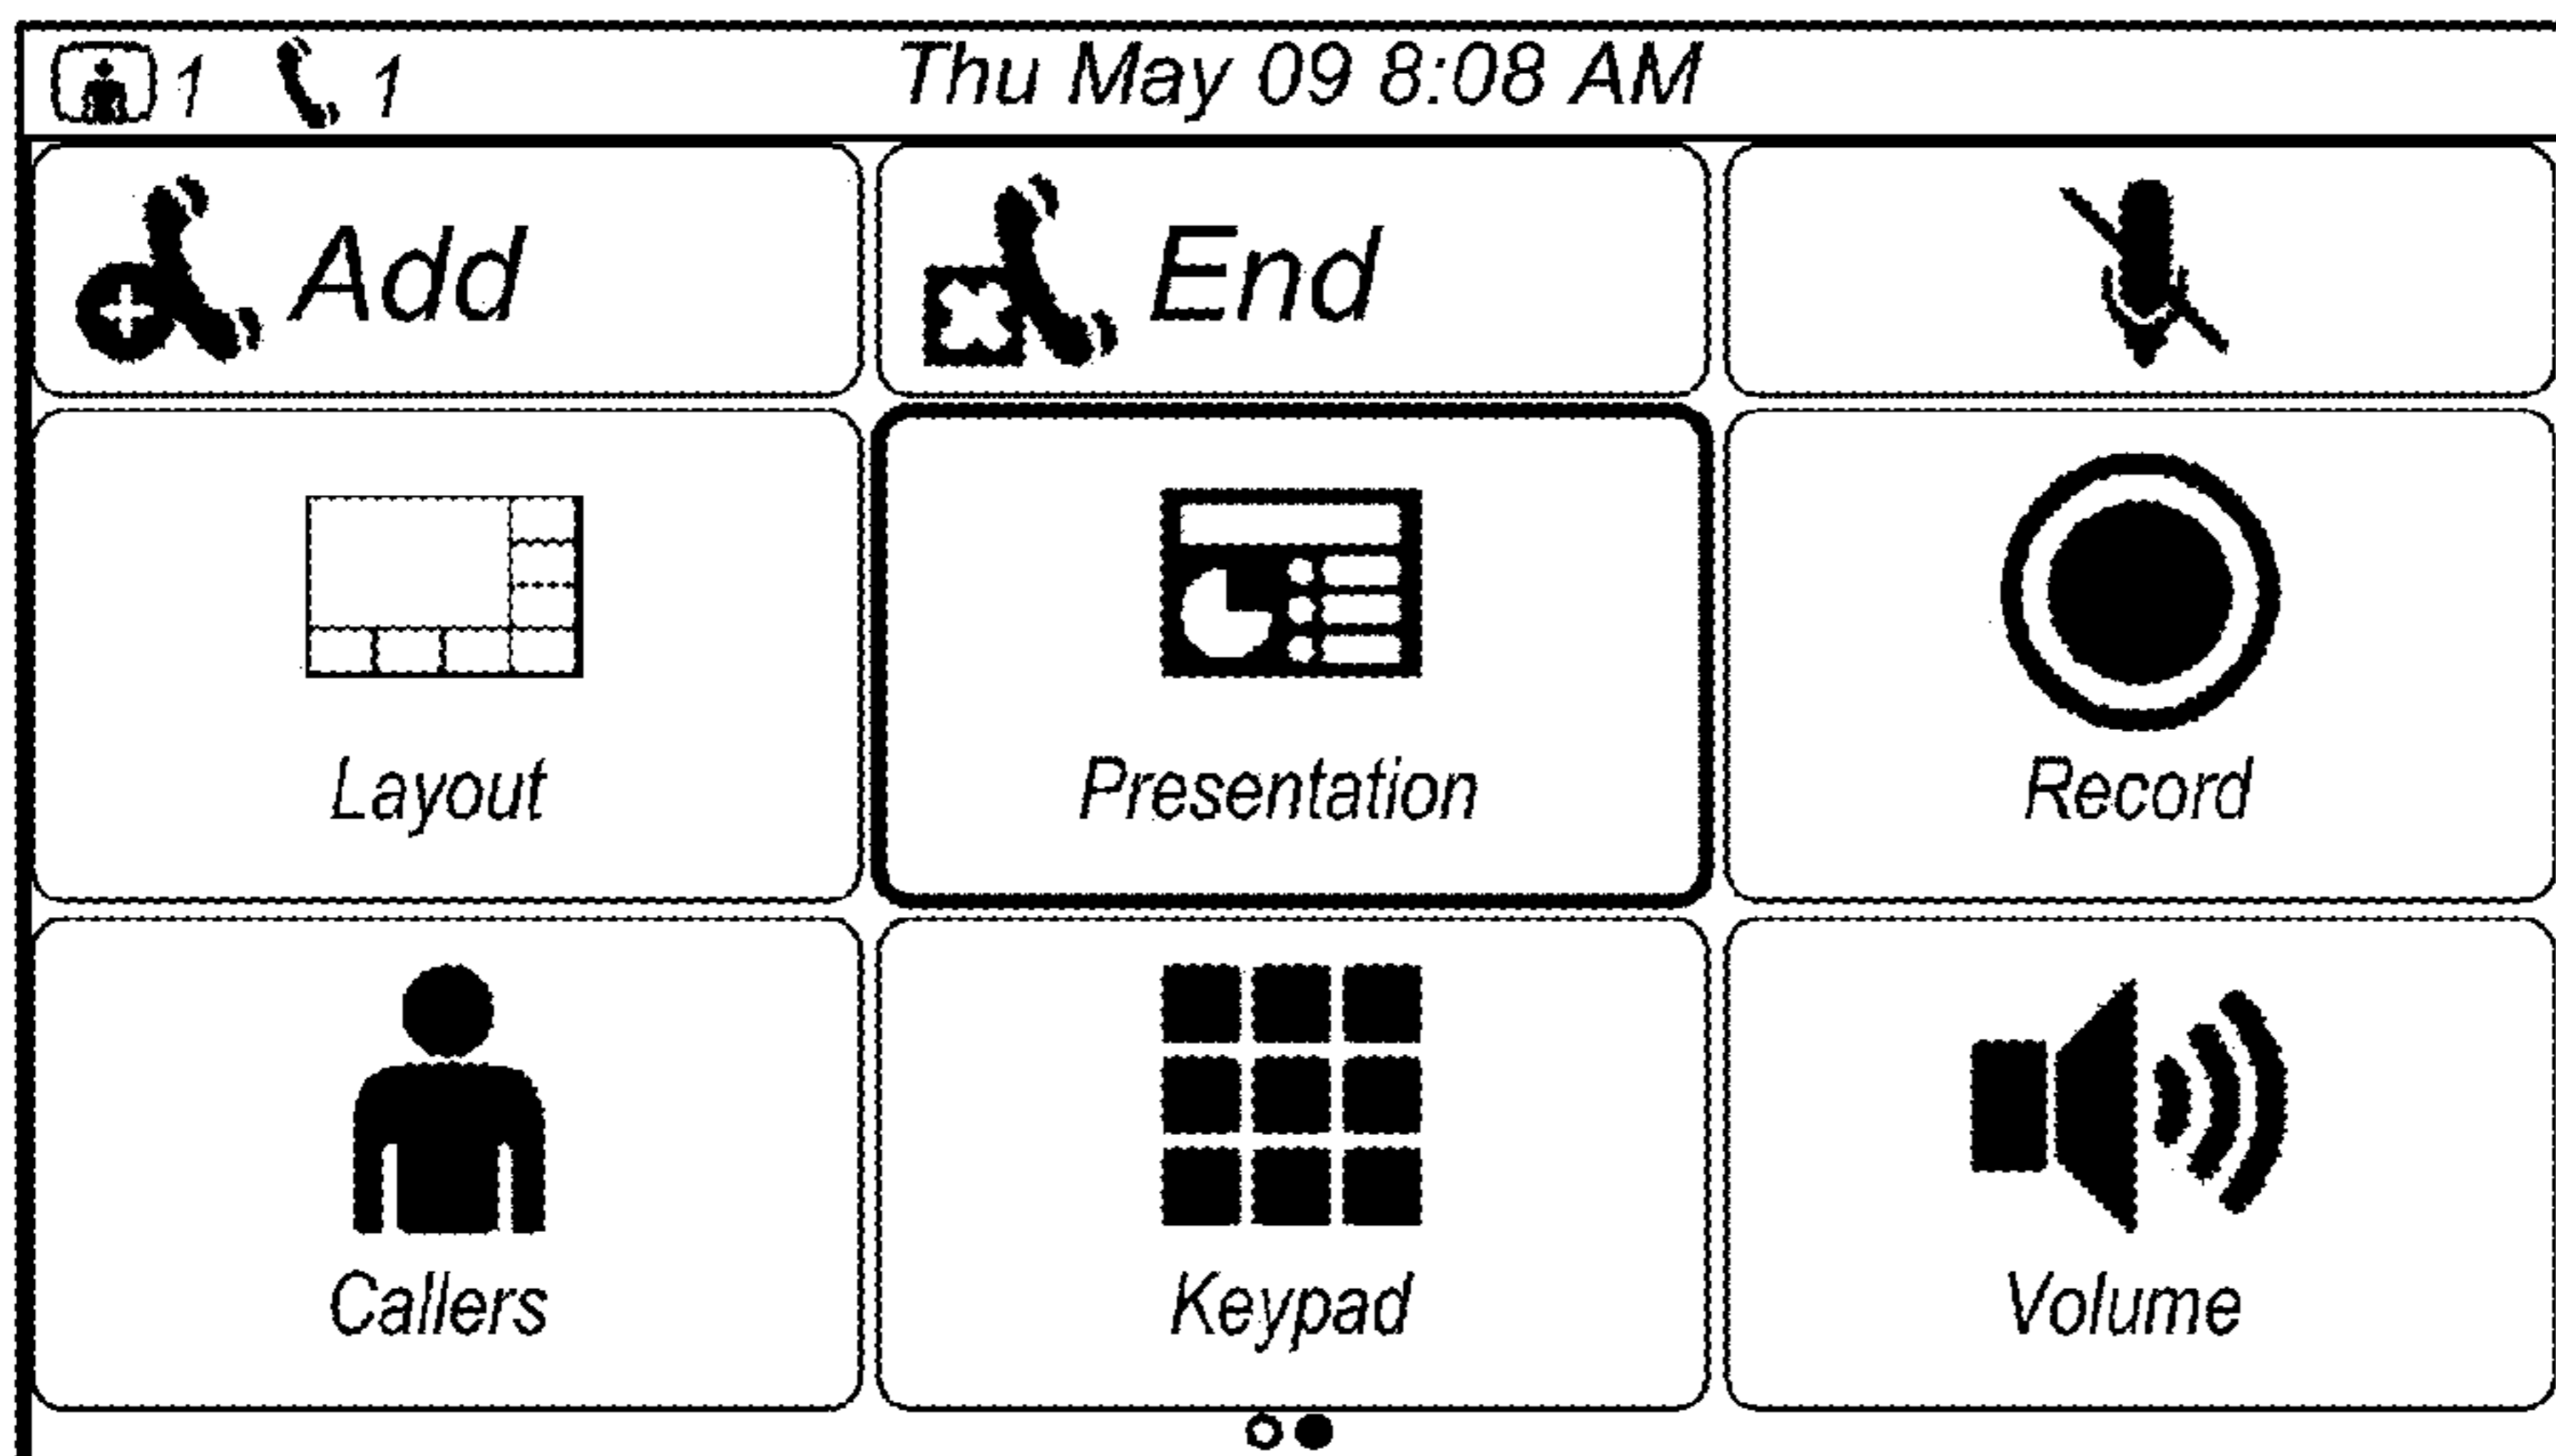 1 1 Thu May 09 8:08 AM
Add End
Layout Presentation Record
Callers Keypad Volume